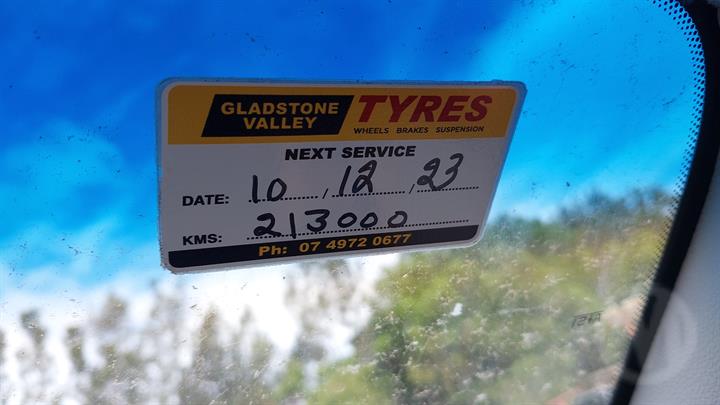 GLADSTONE VALLEY TYRES
WHEELS BRAKES SUSPENSION
NEXT SERVICE
DATE: 10 / 12 / 23
KMS: 213000
Ph: 07 4972 0677